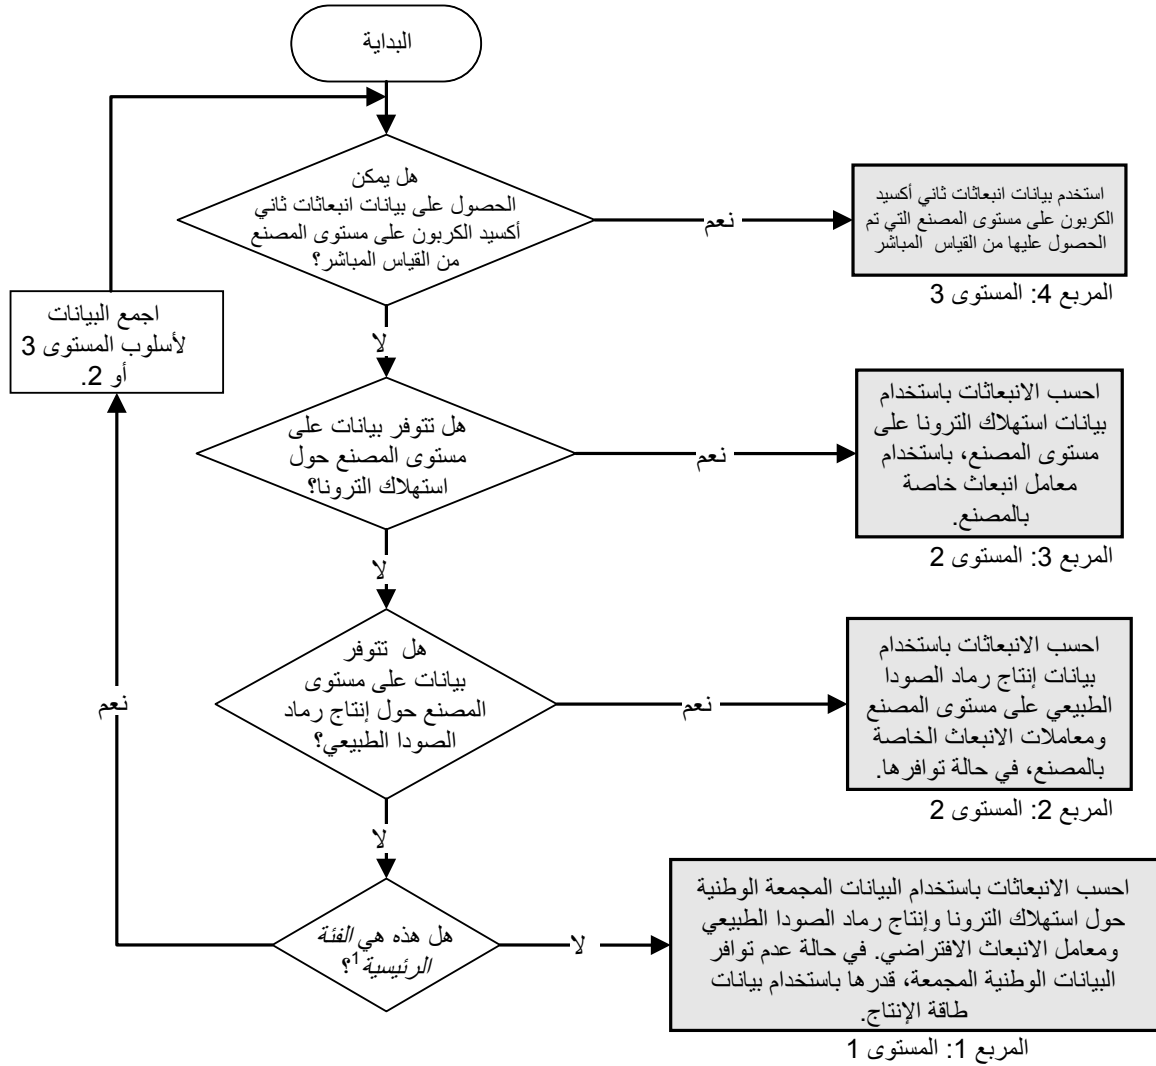 البداية
هل يمكن
الحصول على بيانات انبعاثات ثاني
أكسيد الكربون على مستوى المصنع
من القياس المباشر؟
نعم
استخدم بيانات انبعاثات ثاني أكسيد
الكربون على مستوى المصنع التي تم
الحصول عليها من القياس المباشر
المربع 4: المستوى 3
لا
اجمع البيانات
لأسلوب المستوى 3
أو 2.
هل تتوفر بيانات على
مستوى المصنع حول
استهلاك الترونا؟
نعم
احسب الانبعاثات باستخدام
بيانات استهلاك الترونا على
مستوى المصنع، باستخدام
معامل انبعاث خاصة
بالمصنع.
المربع 3: المستوى 2
لا
هل تتوفر
بيانات على مستوى
المصنع حول إنتاج رماد
الصودا الطبيعي؟
نعم
احسب الانبعاثات باستخدام
بيانات إنتاج رماد الصودا
الطبيعي على مستوى المصنع
ومعاملات الانبعاث الخاصة
بالمصنع، في حالة توافرها.
المربع 2: المستوى 2
نعم
لا
هل هذه هي الفئة
الرئيسية1؟
لا
احسب الانبعاثات باستخدام البيانات المجمعة الوطنية
حول استهلاك الترونا وإنتاج رماد الصودا الطبيعي
ومعامل الانبعاث الافتراضي. في حالة عدم توافر
البيانات الوطنية المجمعة، قدرها باستخدام بيانات
طاقة الإنتاج.
المربع 1: المستوى 1